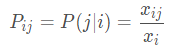 P_{ij} = P(j|i) = \frac{x_{ij}}{x_i}